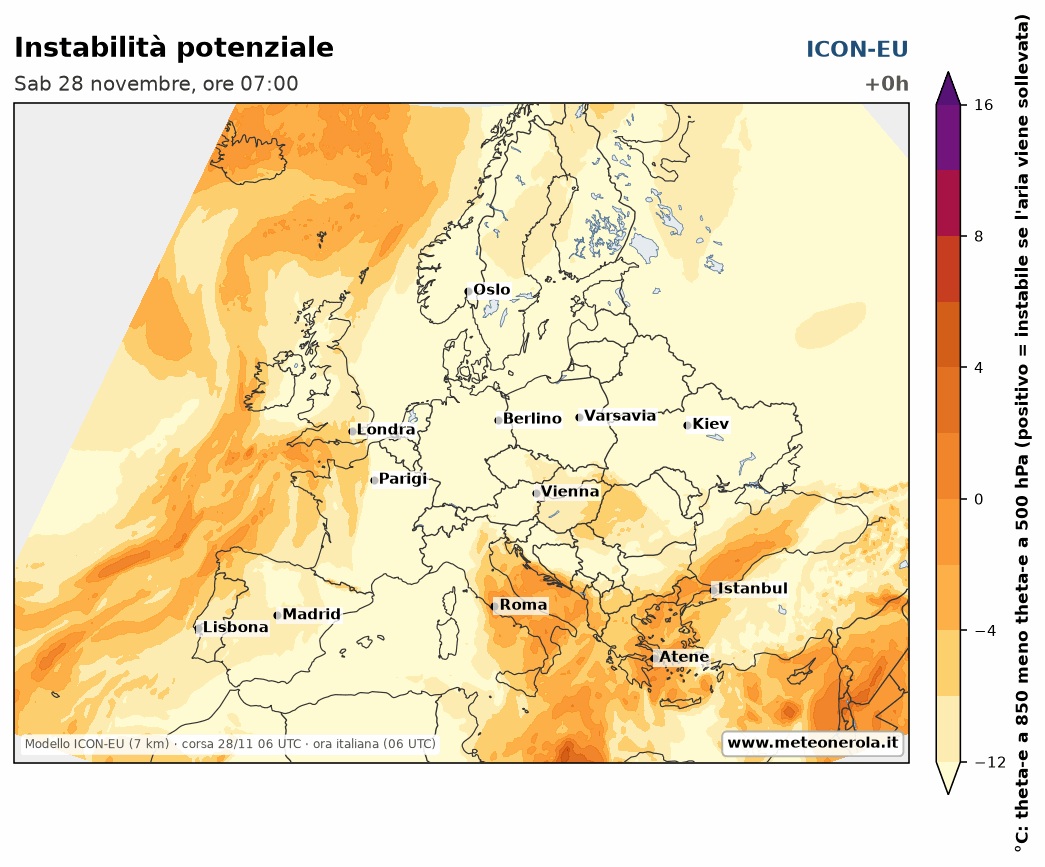 Instabilità potenziale
ICON-EU
Sab 28 novembre, ore 07:00
+0h
Oslo
Berlino
Varsavia
Kiev
Londra
Parigi
Vienna
Istanbul
Roma
Madrid
Lisbona
Atene
Modello ICON-EU (7 km) · corsa 28/11 06 UTC · ora italiana (06 UTC)
www.meteonerola.it
16
8
4
0
−4
−12
°C: theta-e a 850 meno theta-e a 500 hPa (positivo = instabile se l'aria viene sollevata)